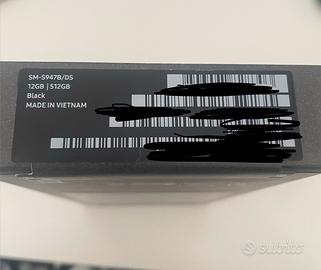 SM-S947B/DS
12GB | 512GB
Black
MADE IN VIETNAM
subito